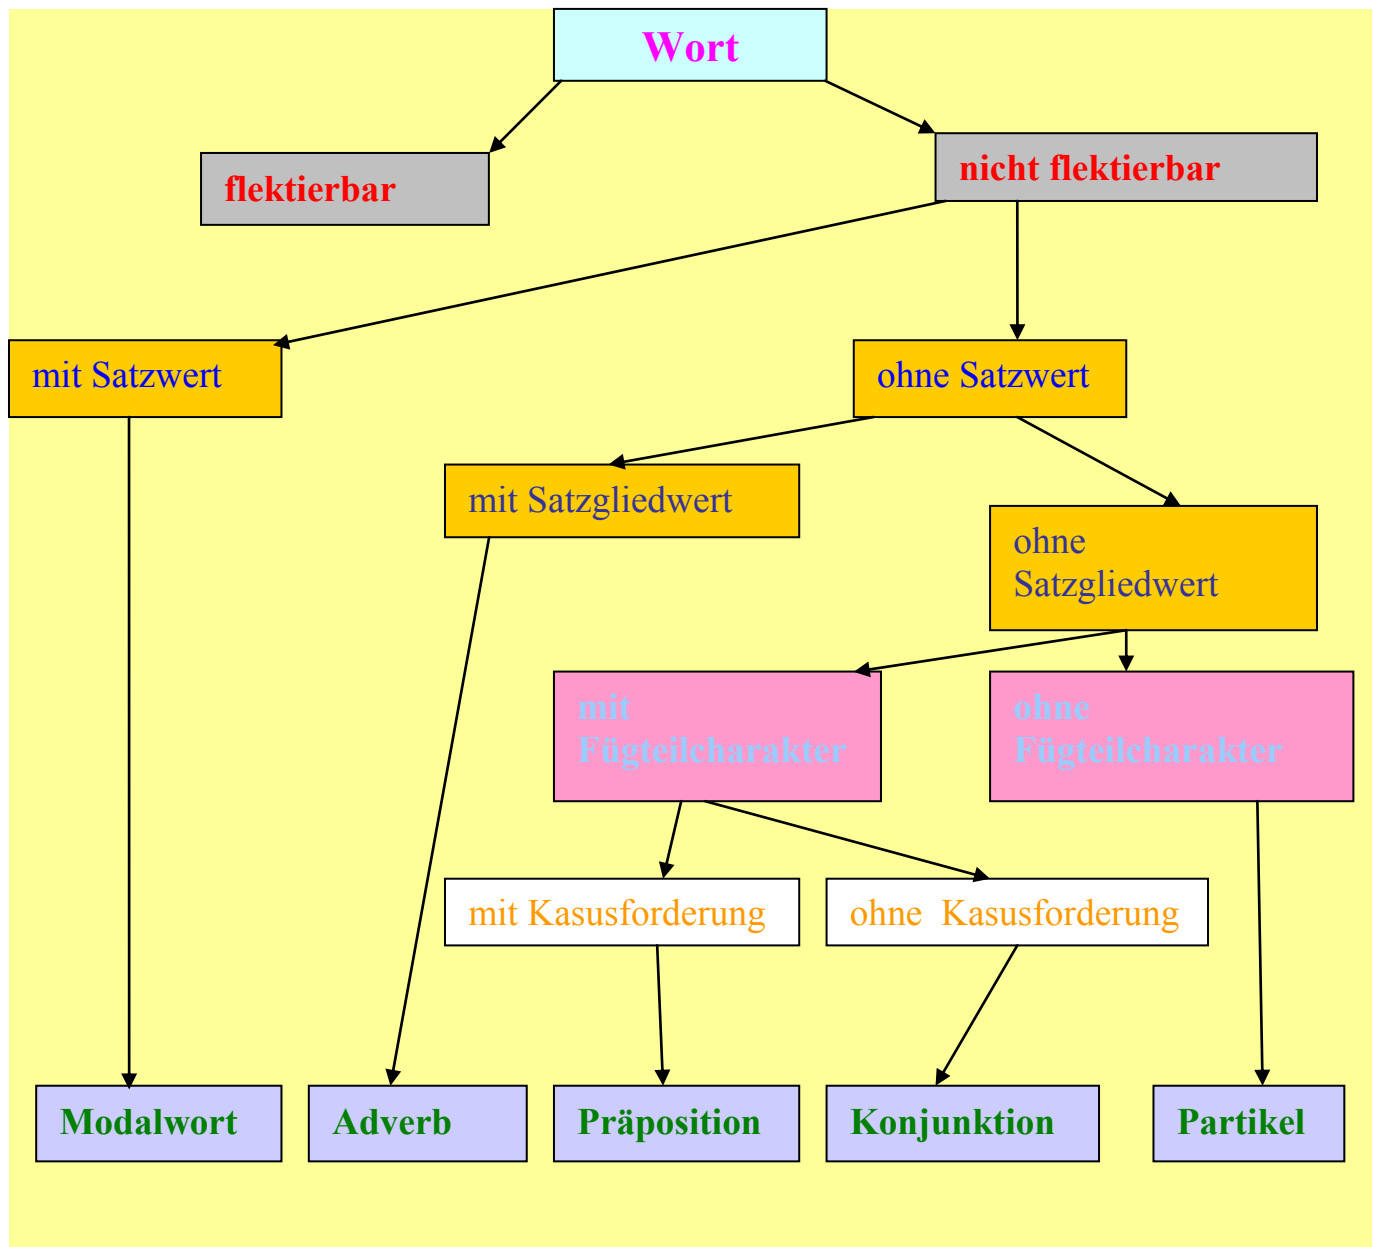 Wort
flektierbar
nicht flektierbar
mit Satzwert
ohne Satzwert
mit Satzgliedwert
ohne
Satzgliedwert
mit
Fügteilcharakter
ohne
Fügteilcharakter
mit Kasusforderung
ohne  Kasusforderung
Modalwort
Adverb
Präposition
Konjunktion
Partikel